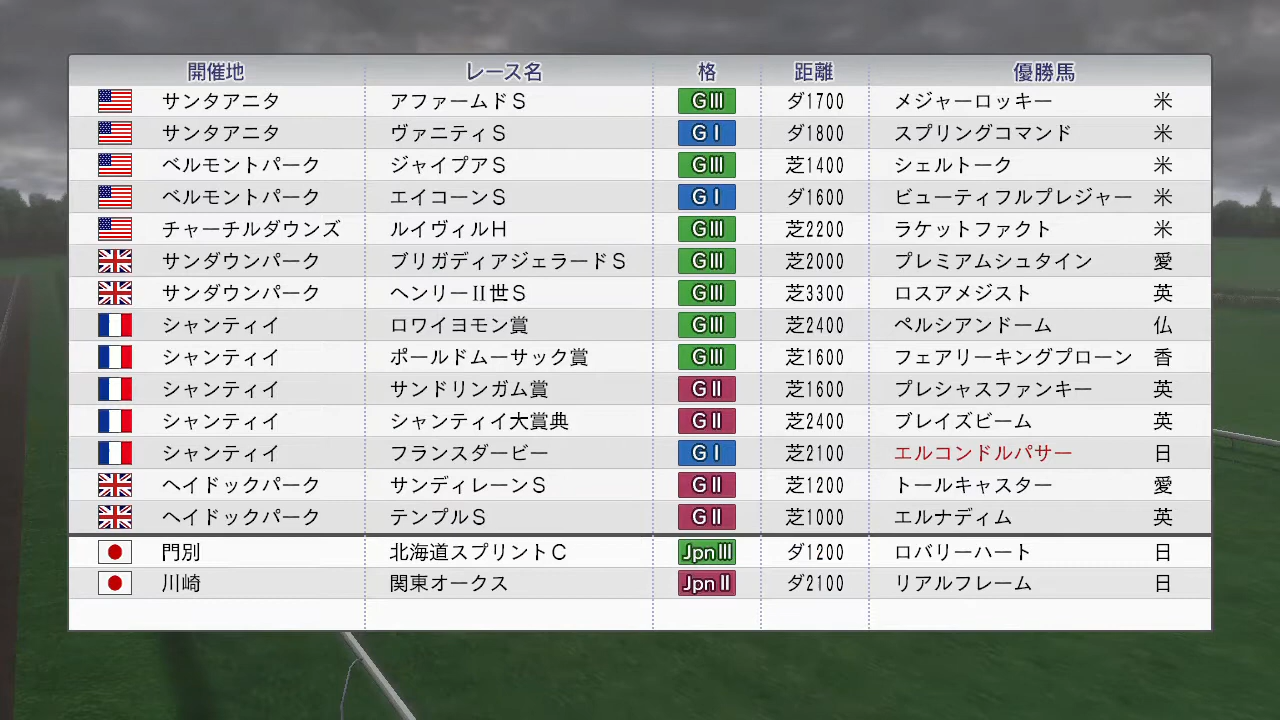 開催地 レース名 格 距離 優勝馬
サンタアニタ アファームドＳ GⅢ ダ1700 メジャーロッキー 米
サンタアニタ ヴァニティＳ GⅠ ダ1800 スプリングコマンド 米
ベルモントパーク ジャイプアＳ GⅢ 芝1400 シェルトーク 米
ベルモントパーク エイコーンＳ GⅠ ダ1600 ビューティフルプレジャー 米
チャーチルダウンズ ルイヴィルＨ GⅢ 芝2200 ラケットファクト 米
サンダウンパーク ブリガディアジェラードＳ GⅢ 芝2000 プレミアムシュタイン 愛
サンダウンパーク ヘンリーⅡ世Ｓ GⅢ 芝3300 ロスアメジスト 英
シャンティイ ロワイヨモン賞 GⅢ 芝2400 ペルシアンドーム 仏
シャンティイ ポールドムーサック賞 GⅢ 芝1600 フェアリーキングプローン 香
シャンティイ サンドリンガム賞 GⅡ 芝1600 プレシャスファンキー 英
シャンティイ シャンティイ大賞典 GⅡ 芝2400 ブレイズビーム 英
シャンティイ フランスダービー GⅠ 芝2100 エルコンドルパサー 日
ヘイドックパーク サンディレーンＳ GⅡ 芝1200 トールキャスター 愛
ヘイドックパーク テンプルＳ GⅡ 芝1000 エルナディム 英
門別 北海道スプリントＣ JpnⅢ ダ1200 ロバリーハート 日
川崎 関東オークス JpnⅡ ダ2100 リアルフレーム 日